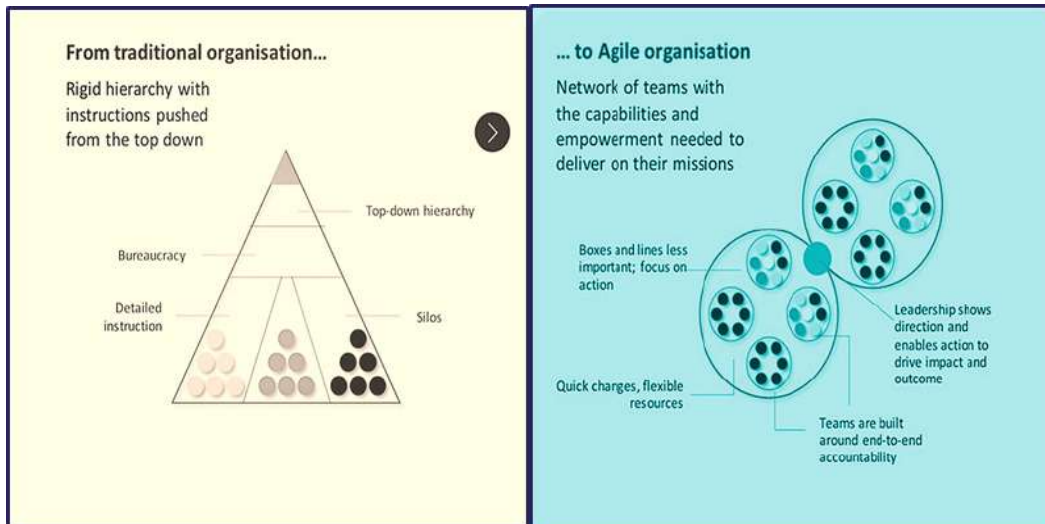 From traditional organisation...
Rigid hierarchy with
instructions pushed
from the top down
Top-down hierarchy
Bureaucracy
Detailed
instruction
Silos
... to Agile organisation
Network of teams with
the capabilities and
empowerment needed to
deliver on their missions
Boxes and lines less
important; focus on
action
Leadership shows
direction and
enables action to
drive impact and
outcome
Quick changes, flexible
resources
Teams are built
around end-to-end
accountability